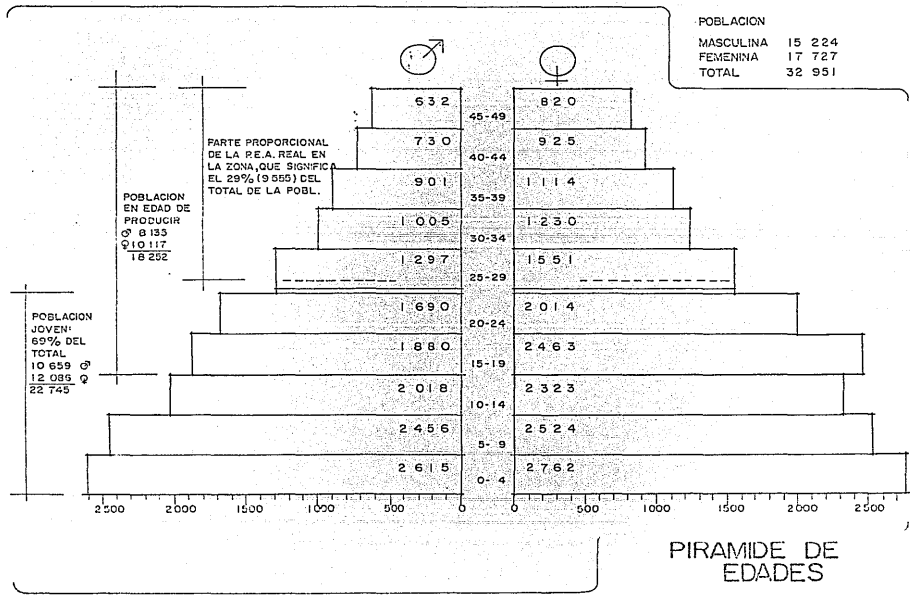 POBLACION
MASCULINA 15 224
FEMENINA 17 727
TOTAL 32 951
632 45-49 820
730 40-44 925
901 35-39 1114
1005 30-34 1230
1297 25-29 1551
1690 20-24 2014
1880 15-19 2463
2018 10-14 2323
2456 5-9 2524
2615 0-4 2762
PARTE PROPORCIONAL
DE LA P.E.A. REAL EN
LA ZONA, QUE SIGNIFICA
EL 29% (9 555) DEL
TOTAL DE LA POBL.
POBLACION
EN EDAD DE
PRODUCIR
♂ 8 133
♀ 10 117
18 252
POBLACION
JOVEN:
69% DEL
TOTAL
10 659 ♂
12 086 ♀
22 745
2500 2000 1500 1000 500 0 0 500 1000 1500 2000 2500
PIRAMIDE DE
EDADES